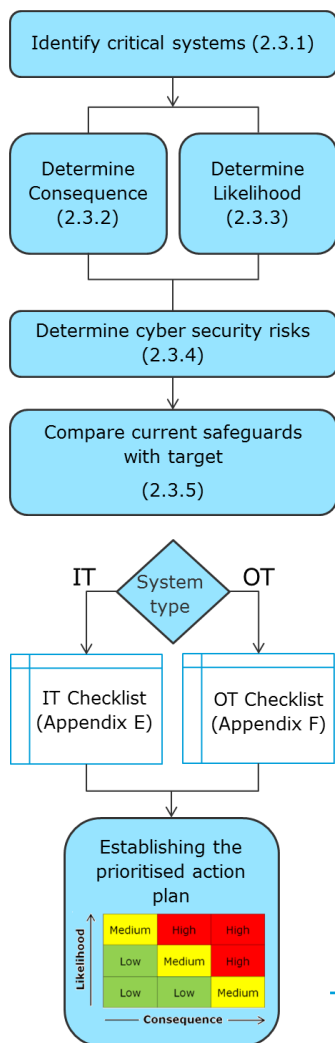 Identify critical systems (2.3.1)
Determine
Consequence
(2.3.2)
Determine
Likelihood
(2.3.3)
Determine cyber security risks
(2.3.4)
Compare current safeguards
with target
(2.3.5)
IT
System
type
OT
IT Checklist
(Appendix E)
OT Checklist
(Appendix F)
Establishing the
prioritised action
plan
Likelihood
Medium High High
Low Medium High
Low Low Medium
Consequence